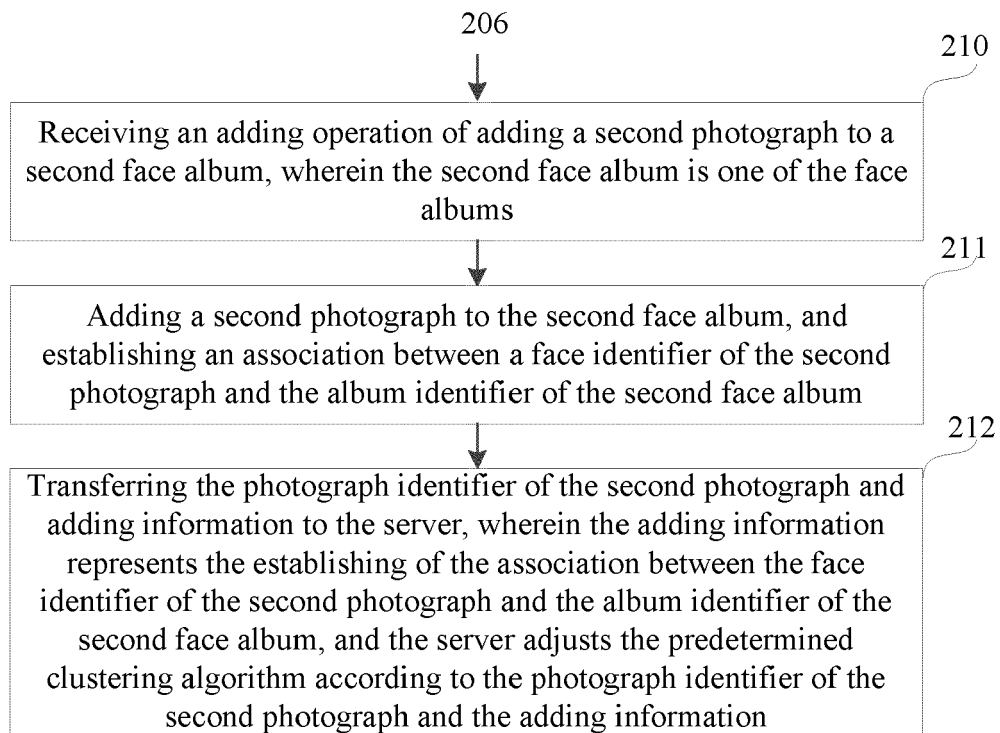 206
210
Receiving an adding operation of adding a second photograph to a
second face album, wherein the second face album is one of the face
albums
211
Adding a second photograph to the second face album, and
establishing an association between a face identifier of the second
photograph and the album identifier of the second face album
212
Transferring the photograph identifier of the second photograph and
adding information to the server, wherein the adding information
represents the establishing of the association between the face
identifier of the second photograph and the album identifier of the
second face album, and the server adjusts the predetermined
clustering algorithm according to the photograph identifier of the
second photograph and the adding information